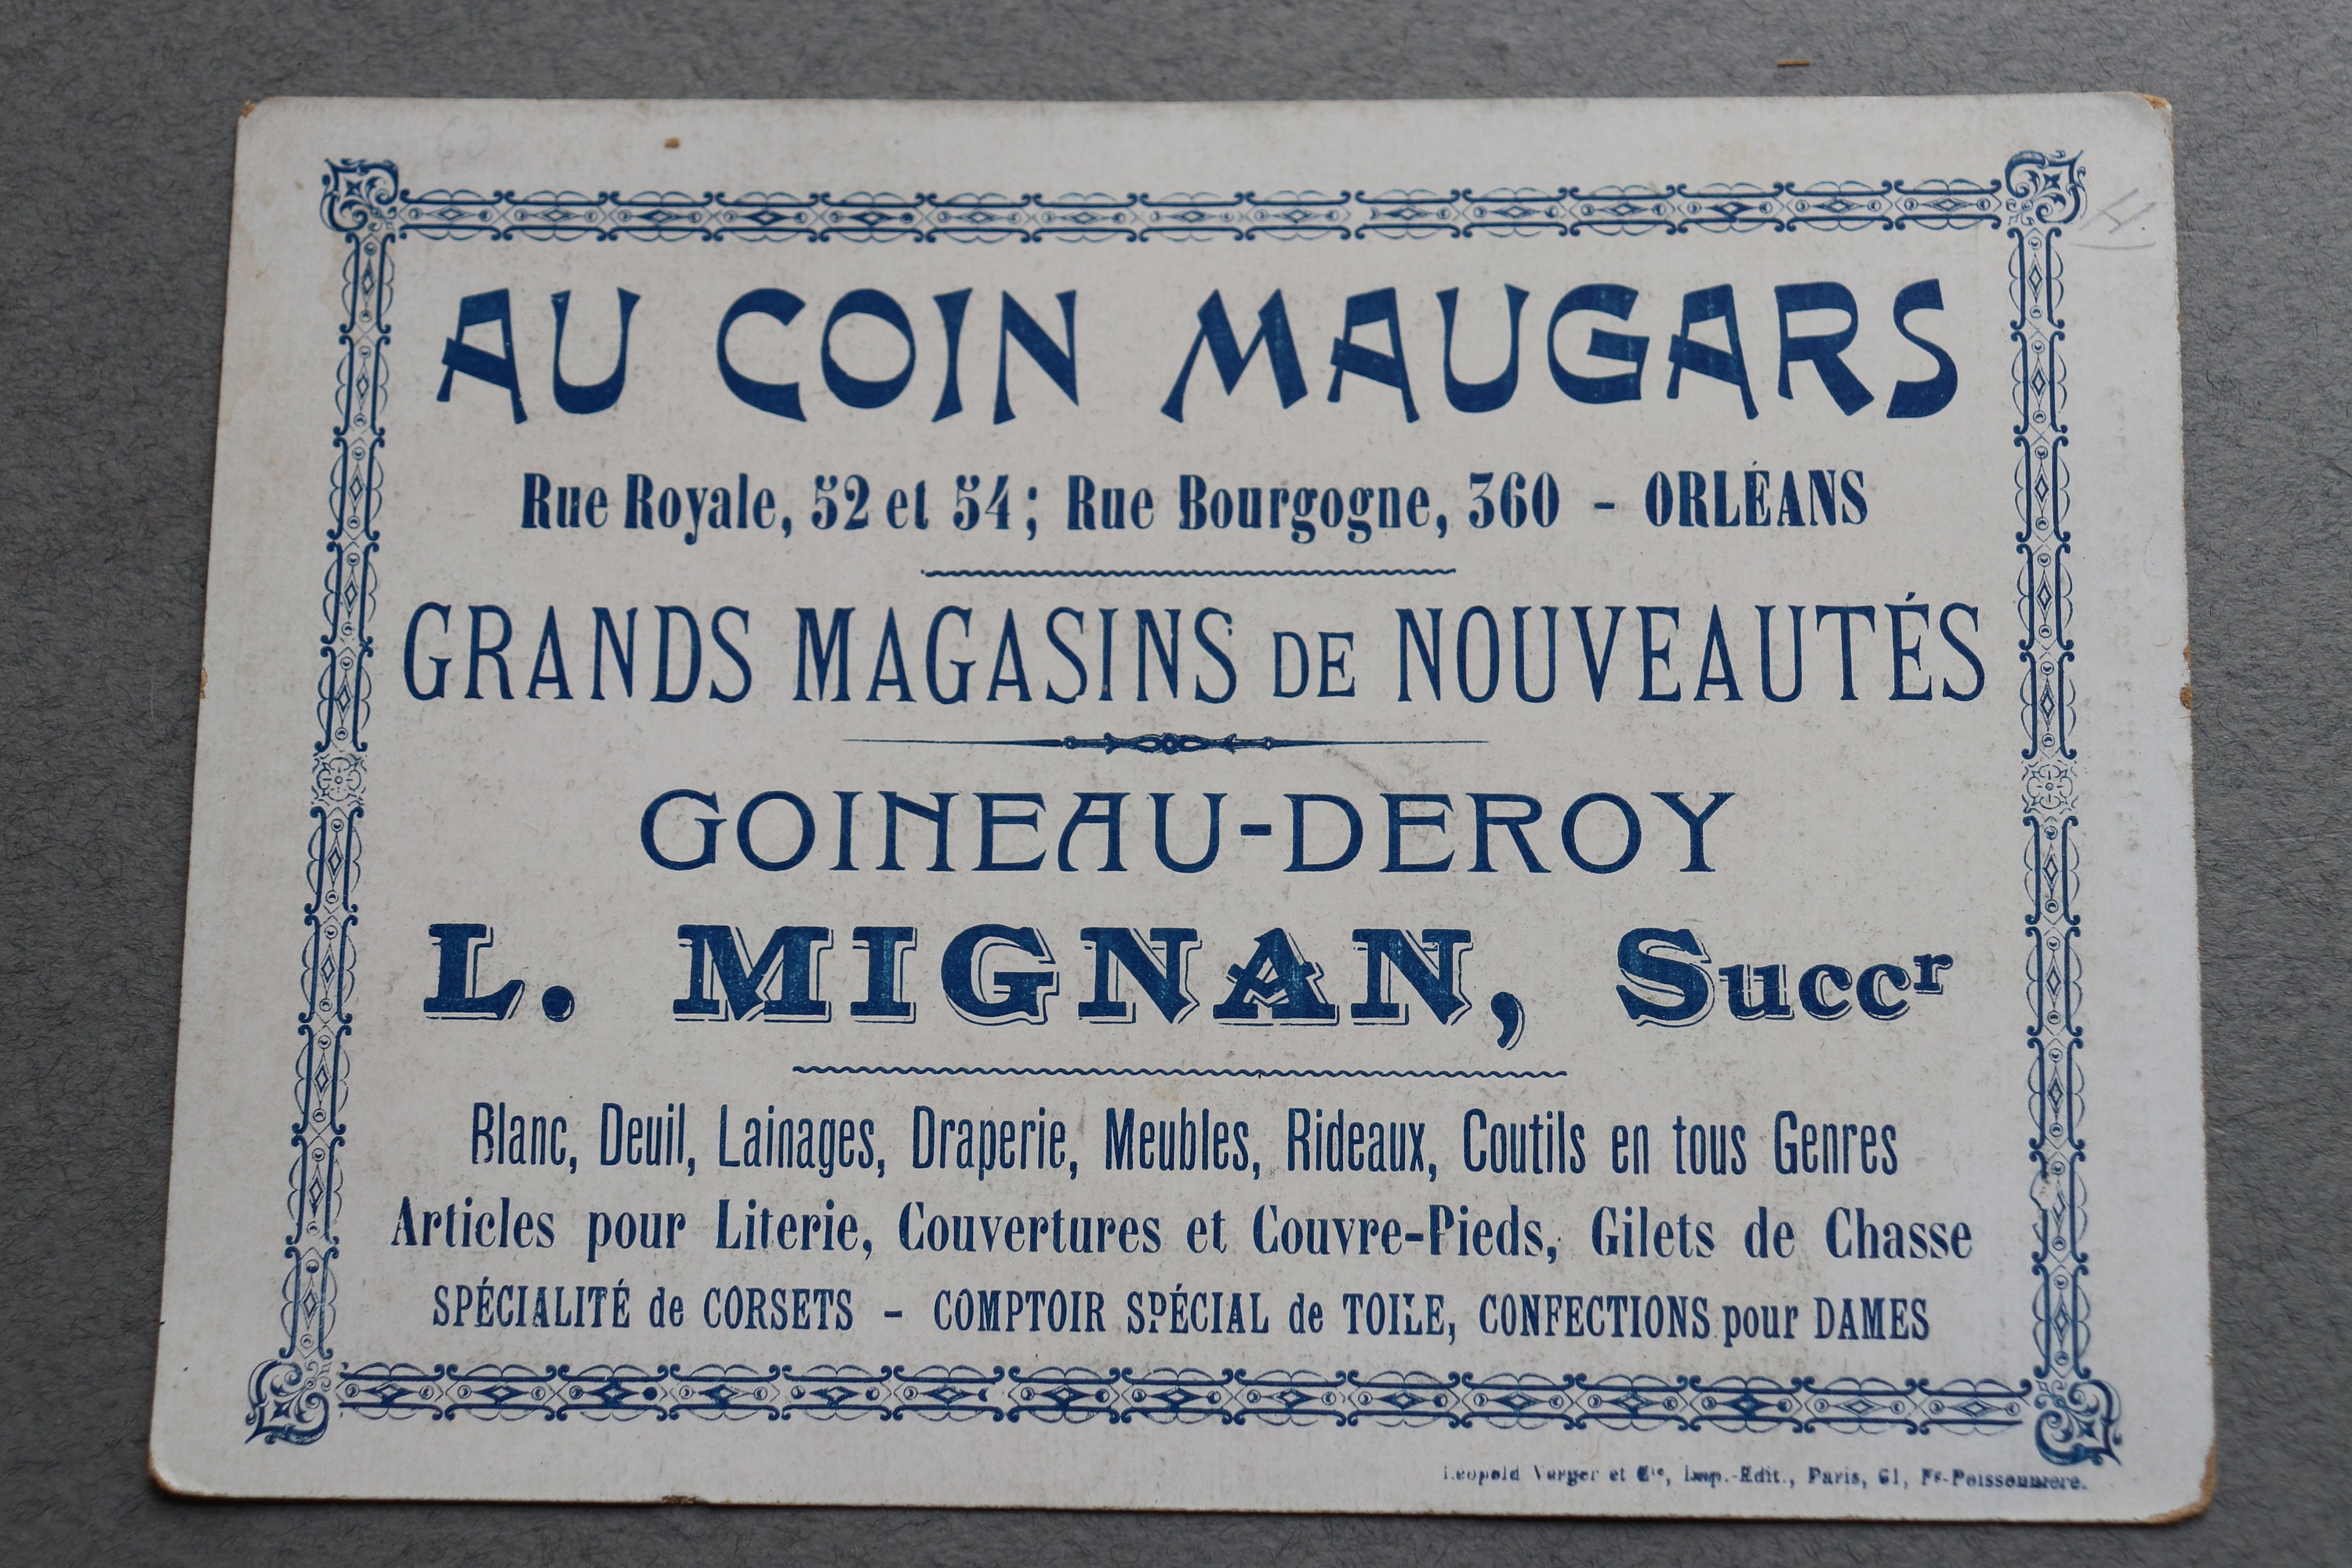 AU COIN MAUGARS
Rue Royale, 52 et 54; Rue Bourgogne, 360 - ORLÉANS
GRANDS MAGASINS DE NOUVEAUTÉS
GOINEAU-DEROY
L. MIGNAN, Succr
Blanc, Deuil, Lainages, Draperie, Meubles, Rideaux, Coutils en tous Genres
Articles pour Literie, Couvertures et Couvre-Pieds, Gilets de Chasse
SPÉCIALITÉ de CORSETS - COMPTOIR SPÉCIAL de TOILE, CONFECTIONS pour DAMES
Leopold Verger et Cie, Imp.-Edit., Paris, 61, Fg-Poissonniere.